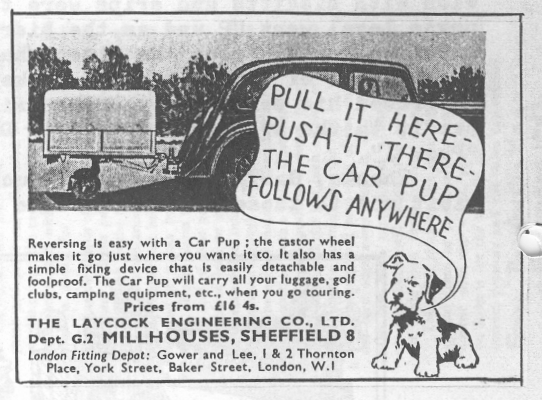 PULL IT HERE-
PUSH IT THERE-
THE CAR PUP
FOLLOWS ANYWHERE
Reversing is easy with a Car Pup ; the castor wheel
makes it go just where you want it to. It also has a
simple fixing device that is easily detachable and
foolproof. The Car Pup will carry all your luggage, golf
clubs, camping equipment, etc., when you go touring.
Prices from £16 4s.
THE LAYCOCK ENGINEERING CO., LTD.
Dept. G.2 MILLHOUSES, SHEFFIELD 8
London Fitting Depot: Gower and Lee, 1 & 2 Thornton
Place, York Street, Baker Street, London, W.1